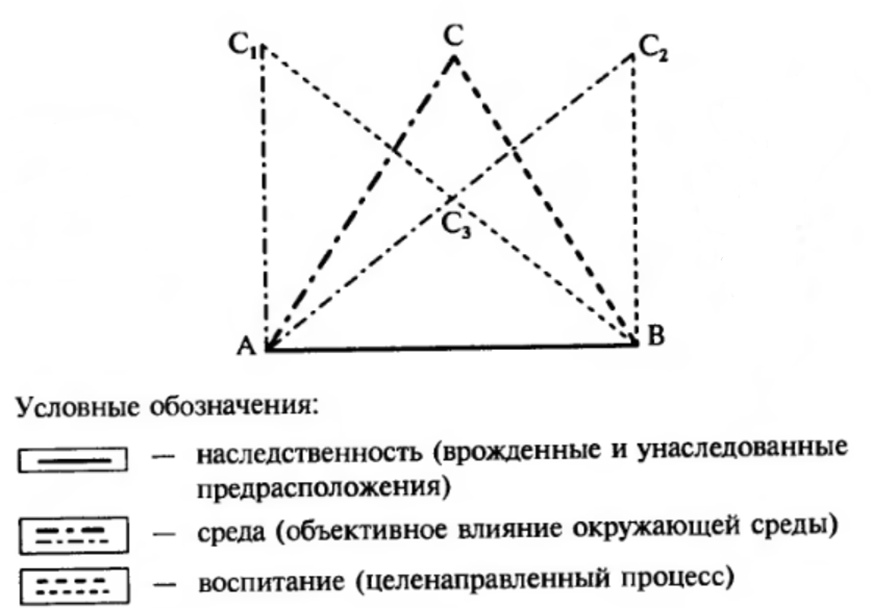 C₁ C C₂
C₃
A B
Условные обозначения:
— наследственность (врожденные и унаследованные
предрасположения)
— среда (объективное влияние окружающей среды)
— воспитание (целенаправленный процесс)